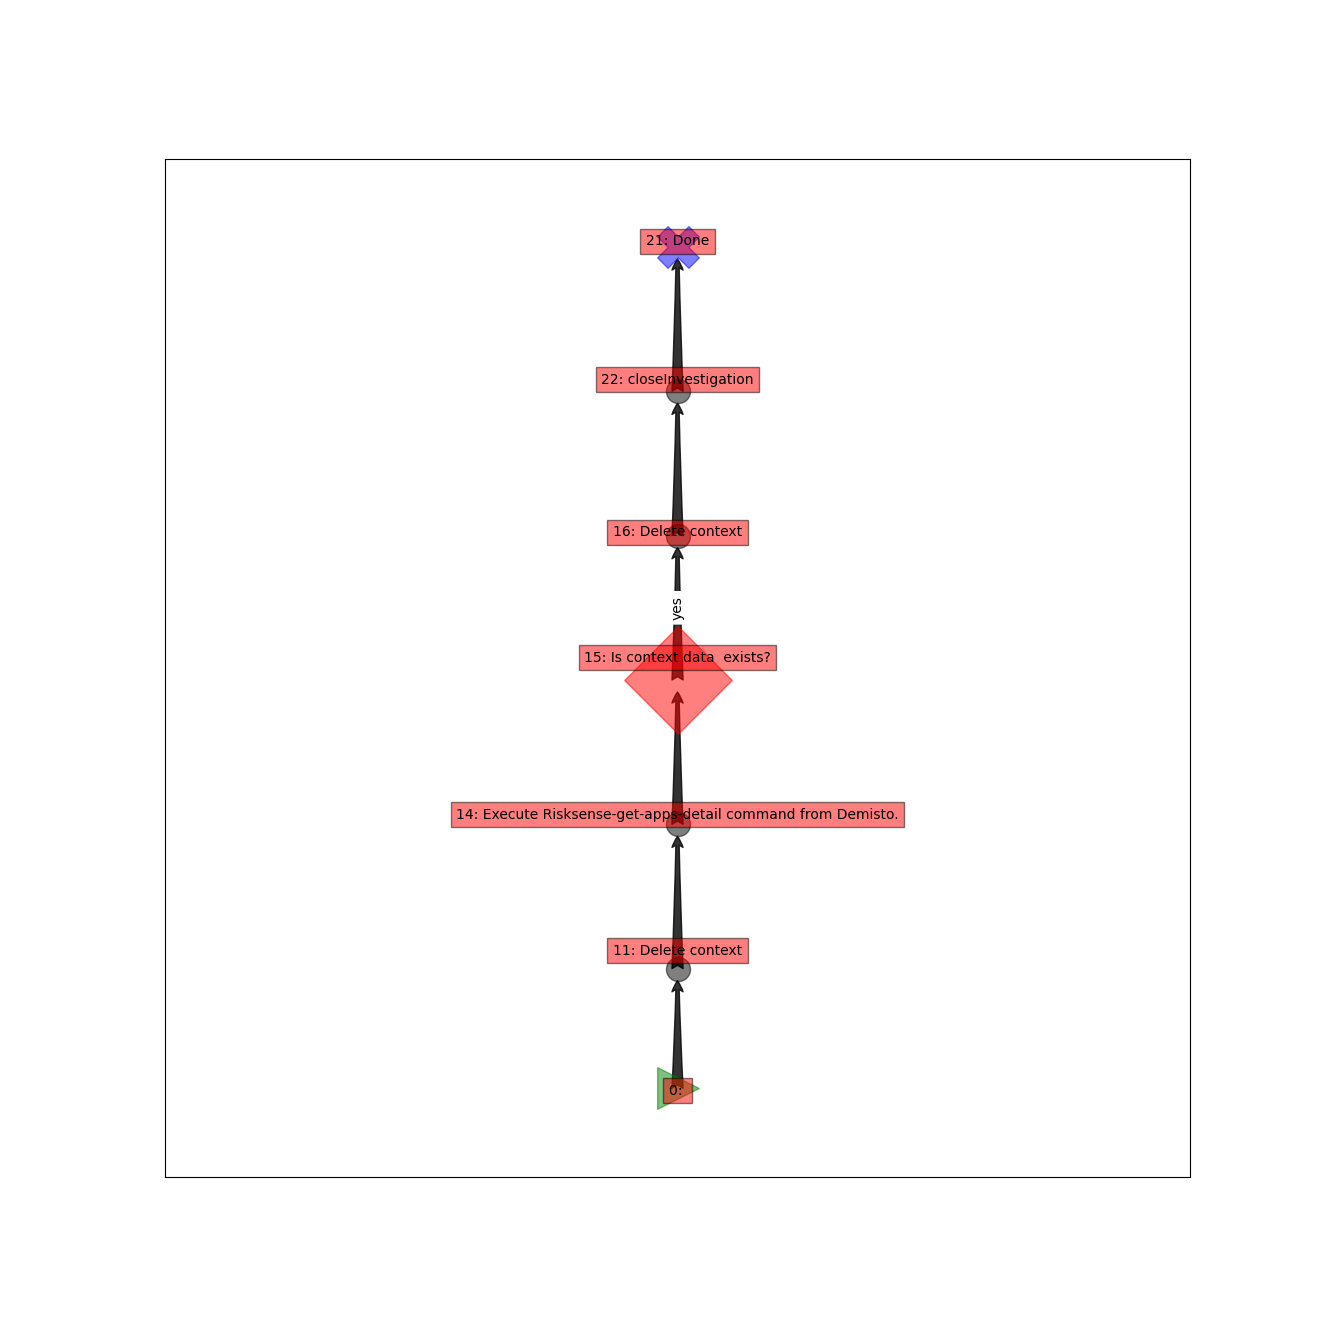 21: Done
22: closeInvestigation
16: Delete context
yes
15: Is context data  exists?
14: Execute Risksense-get-apps-detail command from Demisto.
11: Delete context
0: